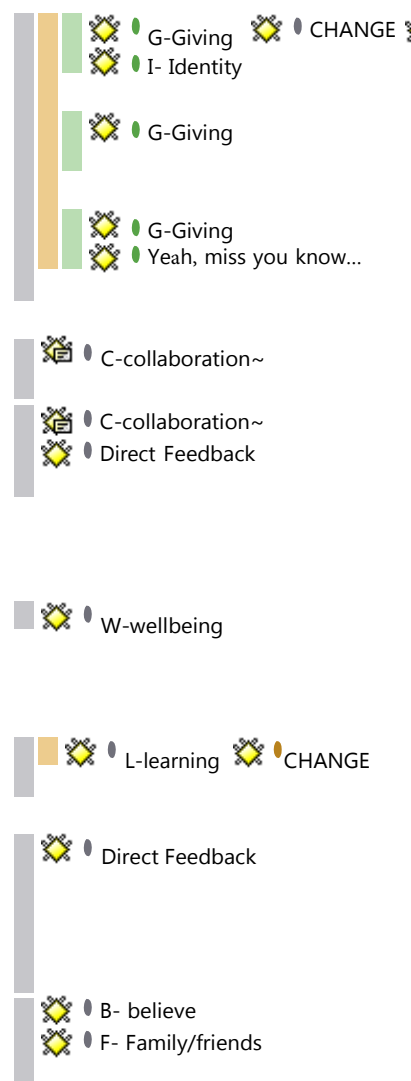 G-Giving CHANGE
I- Identity
G-Giving
G-Giving
Yeah, miss you know...
C-collaboration~
C-collaboration~
Direct Feedback
W-wellbeing
L-learning CHANGE
Direct Feedback
B- believe
F- Family/friends